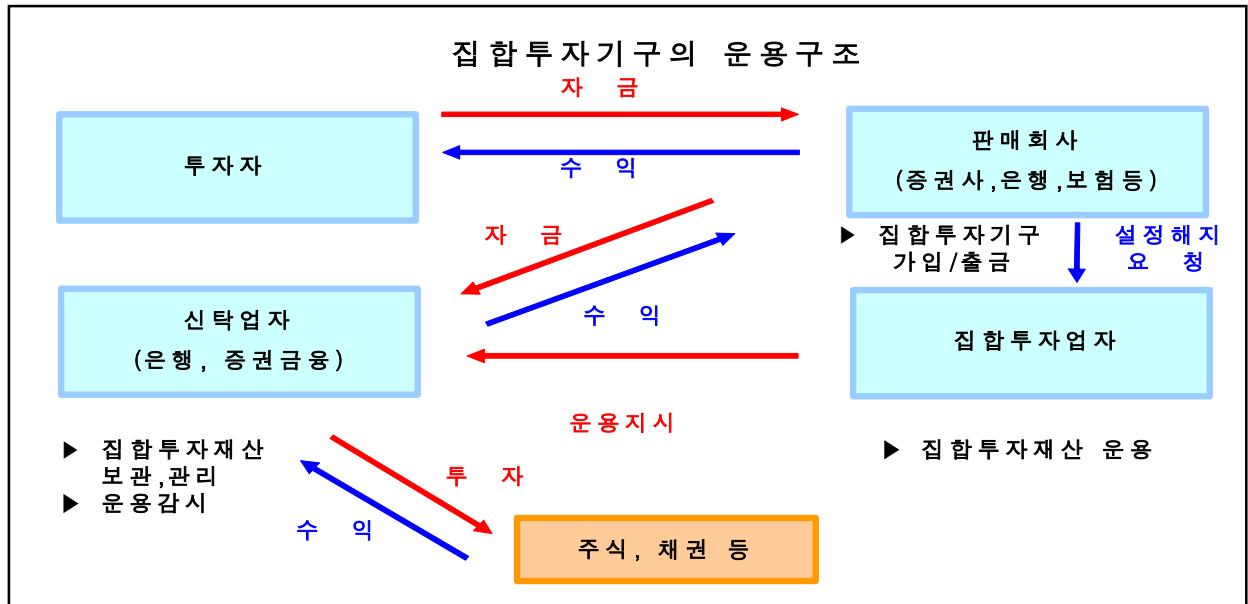 집합투자기구의 운용구조
자 금
투자자
수 익
판매회사
(증권사,은행,보험등)
자 금
▶ 집합투자기구
가입/출금
설정해지
요 청
신탁업자
(은행, 증권금융)
수 익
집합투자업자
운용지시
▶ 집합투자재산
보관,관리
▶ 운용감시
▶ 집합투자재산 운용
투 자
수 익
주식, 채권 등